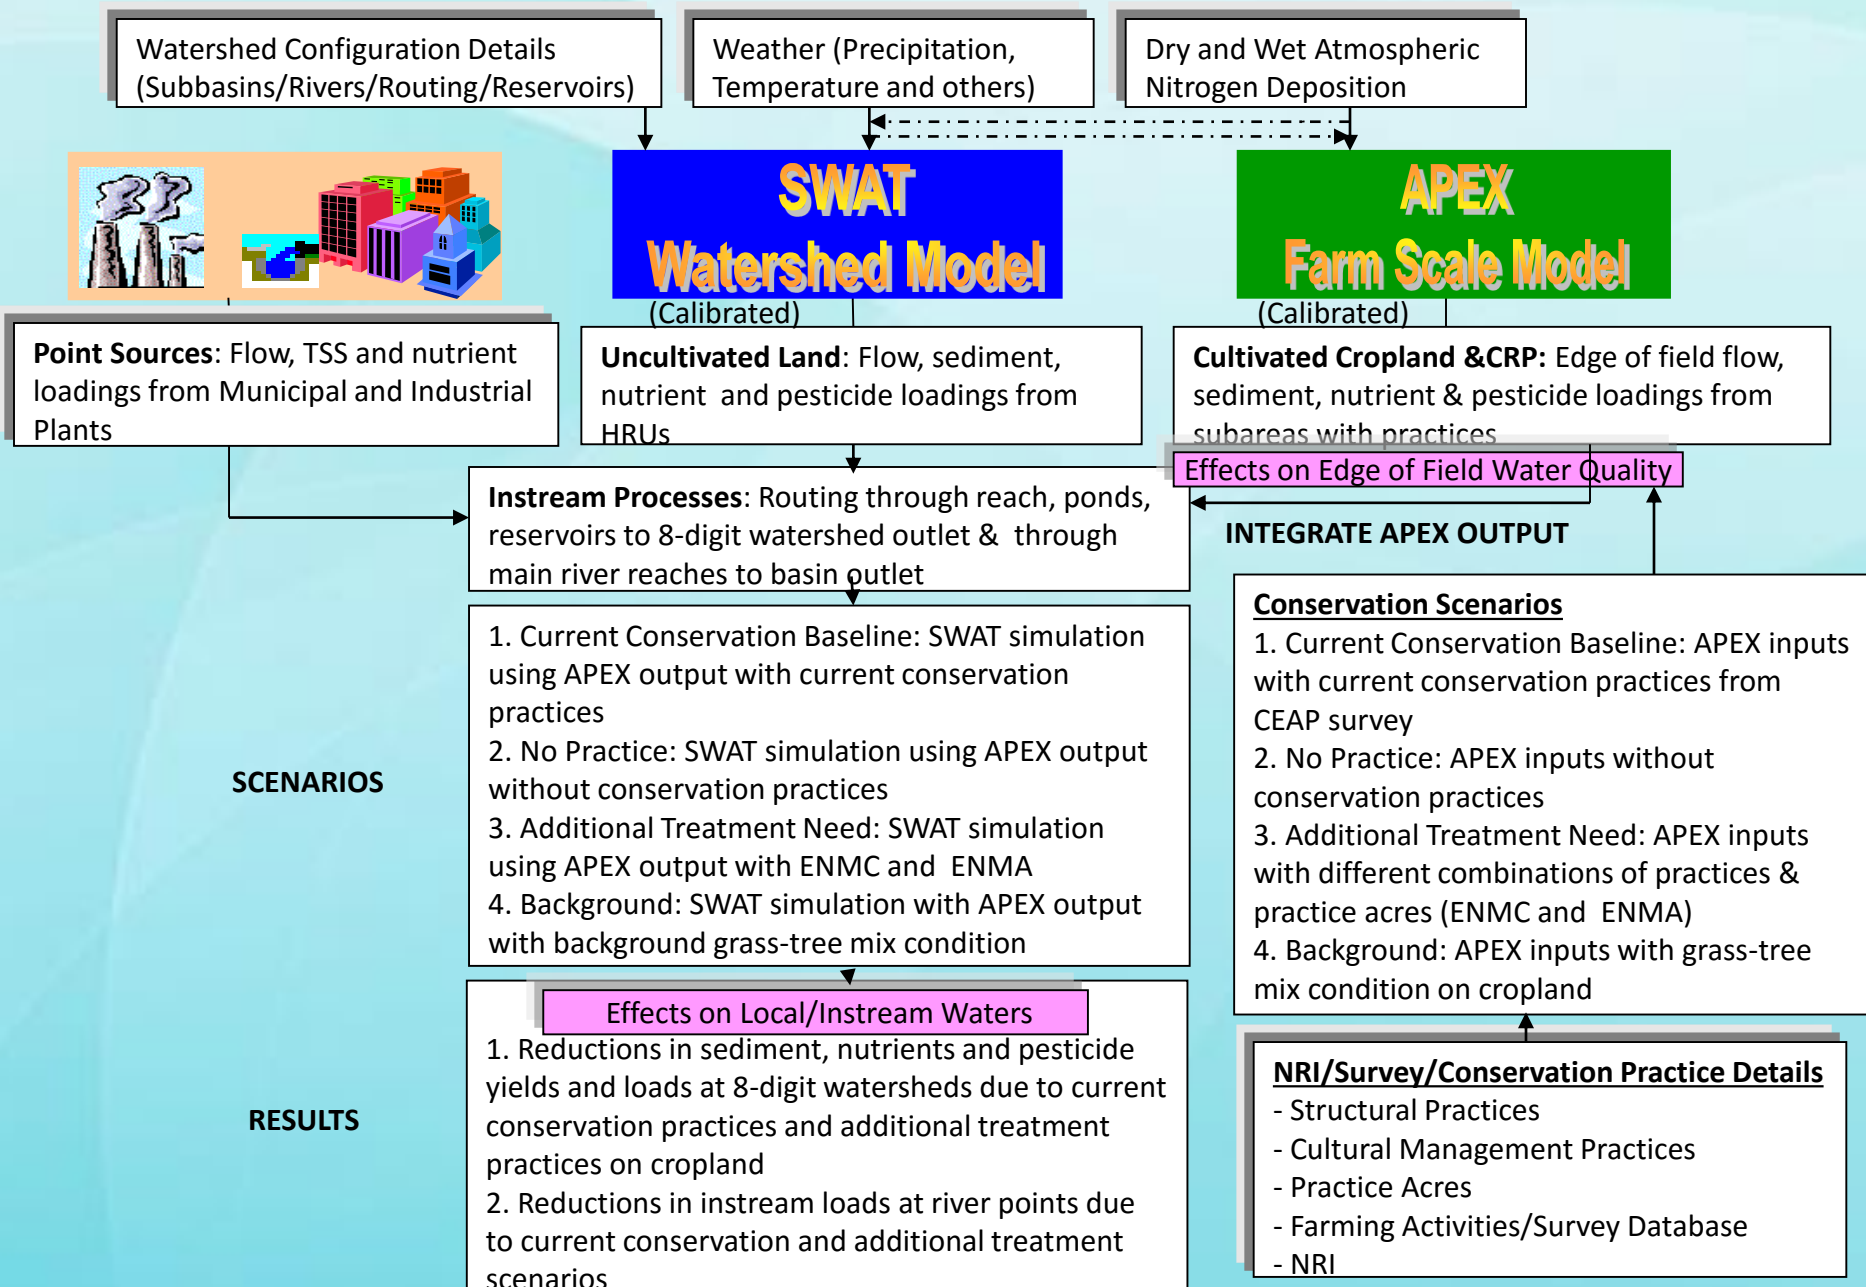 Watershed Configuration Details
(Subbasins/Rivers/Routing/Reservoirs)
Weather (Precipitation,
Temperature and others)
Dry and Wet Atmospheric
Nitrogen Deposition
SWAT
Watershed Model
(Calibrated)
APEX
Farm Scale Model
(Calibrated)
Point Sources: Flow, TSS and nutrient
loadings from Municipal and Industrial
Plants
Uncultivated Land: Flow, sediment,
nutrient and pesticide loadings from
HRUs
Cultivated Cropland &CRP: Edge of field flow,
sediment, nutrient & pesticide loadings from
subareas with practices
Effects on Edge of Field Water Quality
Instream Processes: Routing through reach, ponds,
reservoirs to 8-digit watershed outlet & through
main river reaches to basin outlet
INTEGRATE APEX OUTPUT
SCENARIOS
1. Current Conservation Baseline: SWAT simulation
using APEX output with current conservation
practices
2. No Practice: SWAT simulation using APEX output
without conservation practices
3. Additional Treatment Need: SWAT simulation
using APEX output with ENMC and ENMA
4. Background: SWAT simulation with APEX output
with background grass-tree mix condition
Conservation Scenarios
1. Current Conservation Baseline: APEX inputs
with current conservation practices from
CEAP survey
2. No Practice: APEX inputs without
conservation practices
3. Additional Treatment Need: APEX inputs
with different combinations of practices &
practice acres (ENMC and ENMA)
4. Background: APEX inputs with grass-tree
mix condition on cropland
RESULTS
Effects on Local/Instream Waters
1. Reductions in sediment, nutrients and pesticide
yields and loads at 8-digit watersheds due to current
conservation practices and additional treatment
practices on cropland
2. Reductions in instream loads at river points due
to current conservation and additional treatment
scenarios
NRI/Survey/Conservation Practice Details
- Structural Practices
- Cultural Management Practices
- Practice Acres
- Farming Activities/Survey Database
- NRI